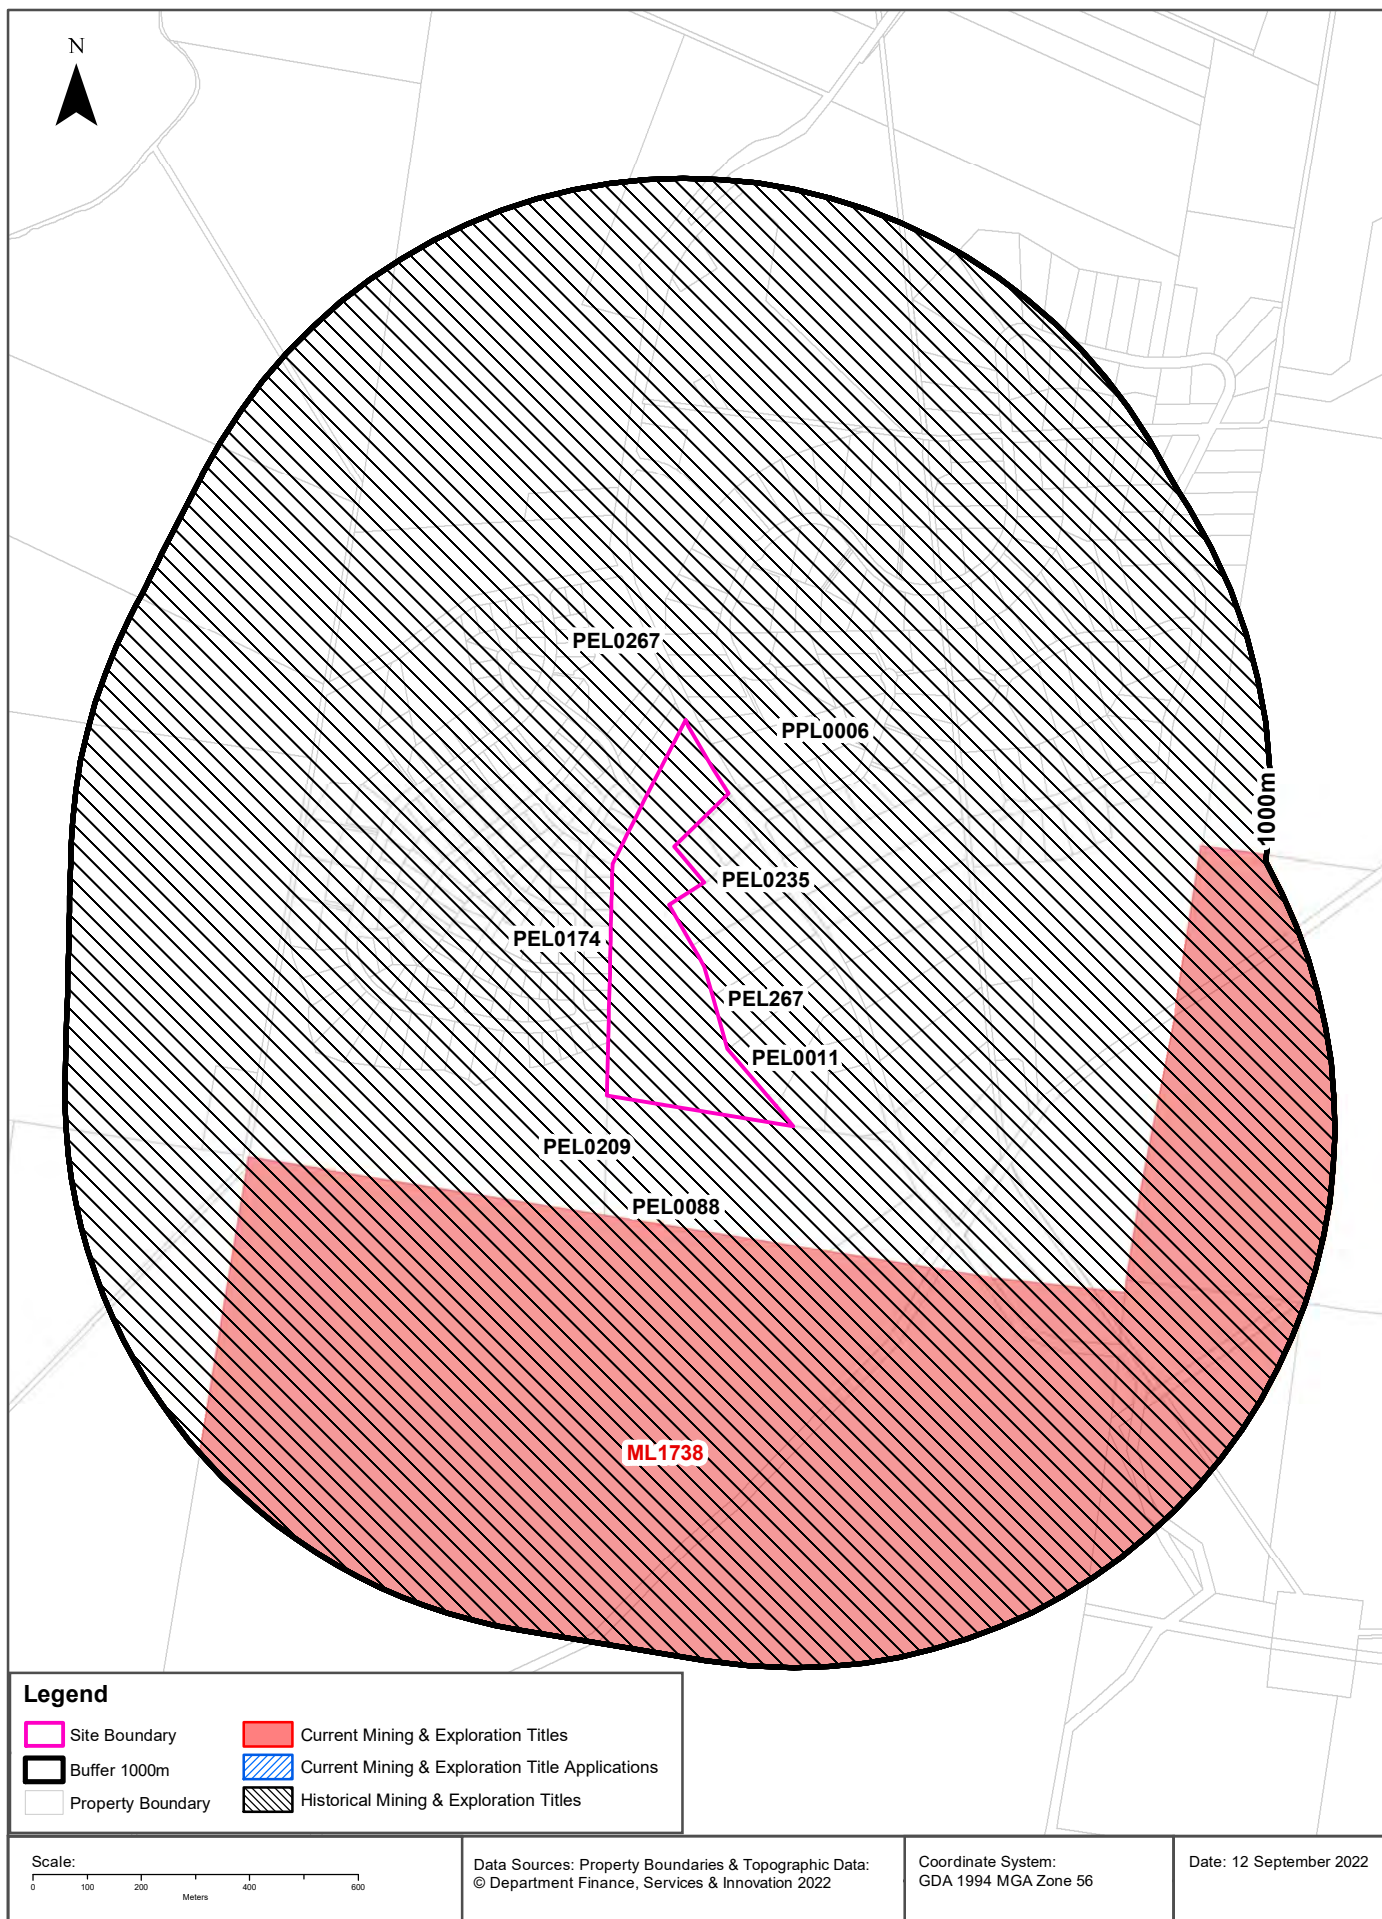 N
PEL0267
PPL0006
1000m
PEL0235
PEL0174
PEL267
PEL0011
PEL0209
PEL0088
ML1738
Legend
Site Boundary
Buffer 1000m
Property Boundary
Current Mining & Exploration Titles
Current Mining & Exploration Title Applications
Historical Mining & Exploration Titles
Scale:
0 100 200 400 600
Meters
Data Sources: Property Boundaries & Topographic Data:
© Department Finance, Services & Innovation 2022
Coordinate System:
GDA 1994 MGA Zone 56
Date: 12 September 2022